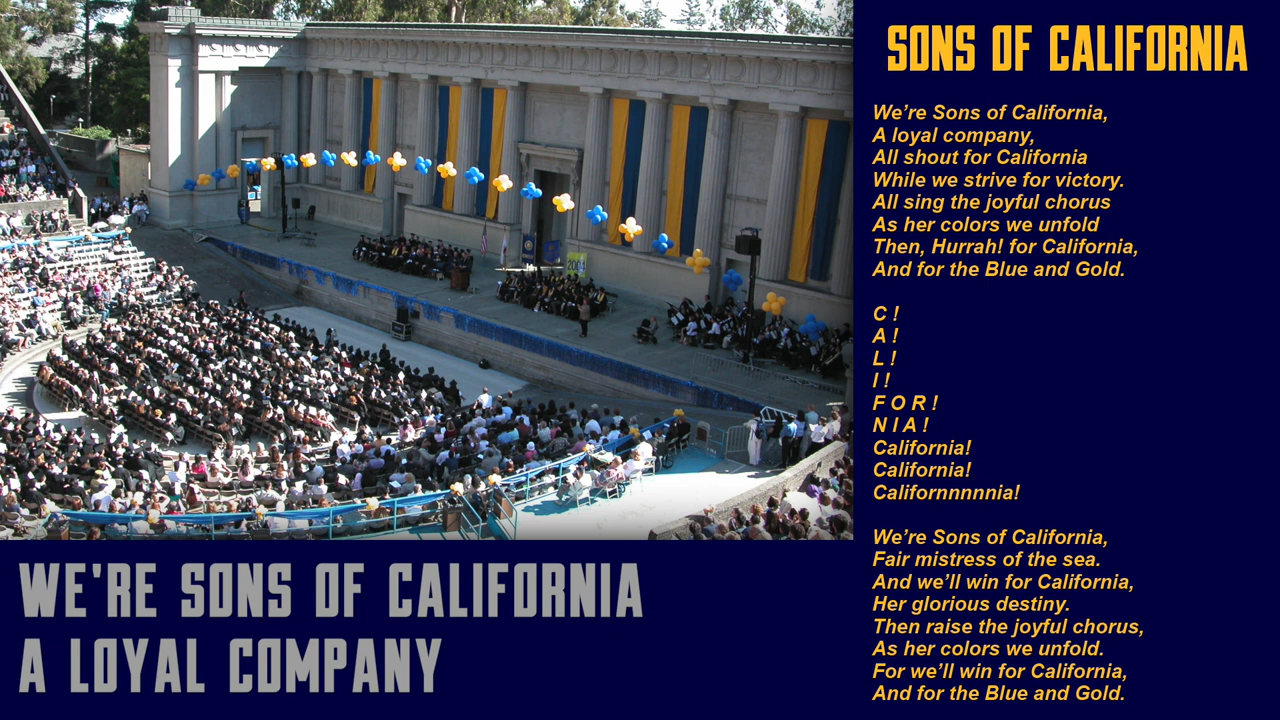 SONS OF CALIFORNIA
We're Sons of California,
A loyal company,
All shout for California
While we strive for victory.
All sing the joyful chorus
As her colors we unfold
Then, Hurrah! for California,
And for the Blue and Gold.
C !
A !
L !
I !
F O R !
N I A !
California!
California!
Californnnnnia!
We're Sons of California,
Fair mistress of the sea.
And we'll win for California,
Her glorious destiny.
Then raise the joyful chorus,
As her colors we unfold.
For we'll win for California,
And for the Blue and Gold.
WE'RE SONS OF CALIFORNIA
A LOYAL COMPANY